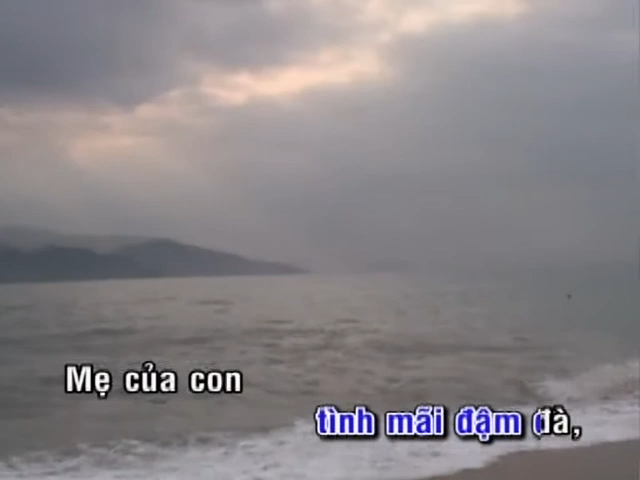 Mẹ của con
tình mãi đậm đà,